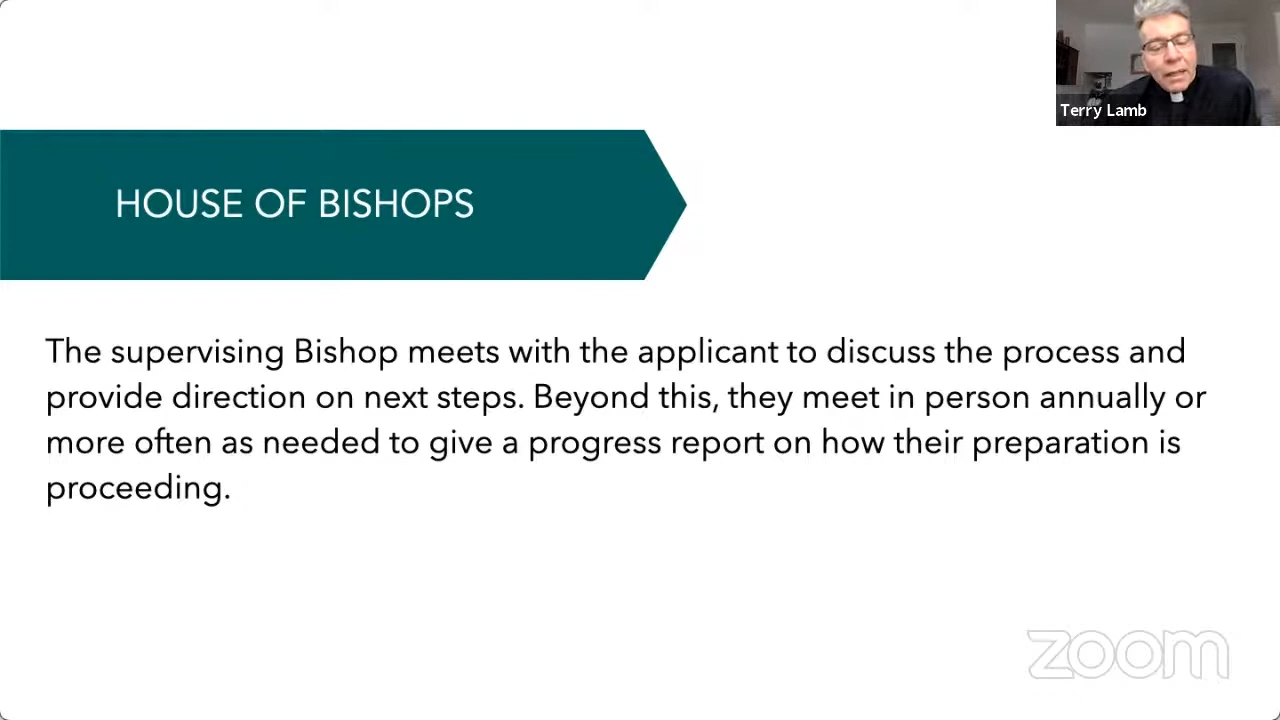 Terry Lamb
HOUSE OF BISHOPS
The supervising Bishop meets with the applicant to discuss the process and
provide direction on next steps. Beyond this, they meet in person annually or
more often as needed to give a progress report on how their preparation is
proceeding.
zoom